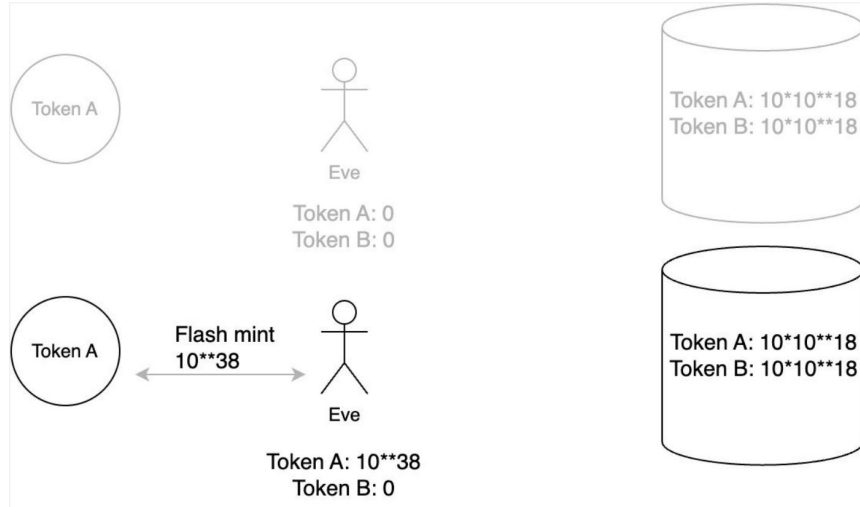 Token A
Eve
Token A: 0
Token B: 0
Token A: 10*10**18
Token B: 10*10**18
Token A
Flash mint
10**38
Eve
Token A: 10**38
Token B: 0
Token A: 10*10**18
Token B: 10*10**18